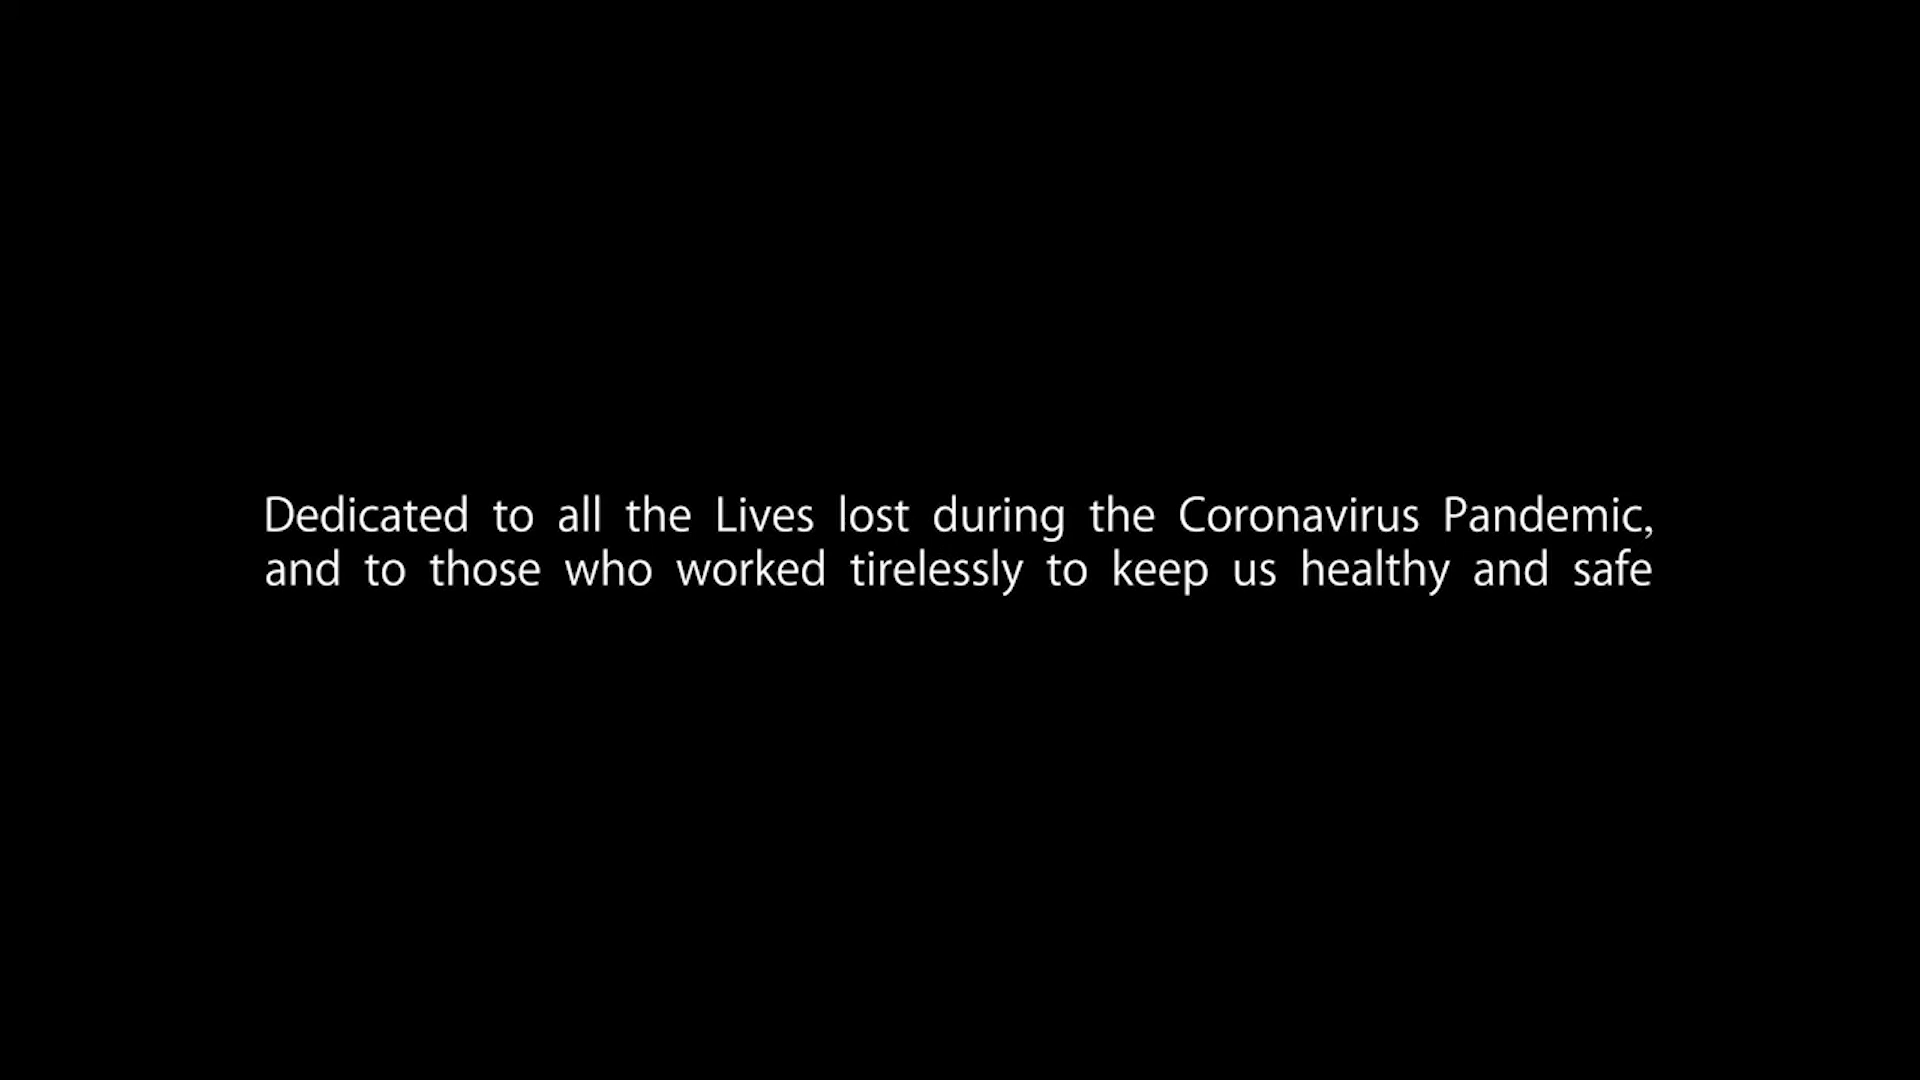 Dedicated to all the Lives lost during the Coronavirus Pandemic,
and to those who worked tirelessly to keep us healthy and safe